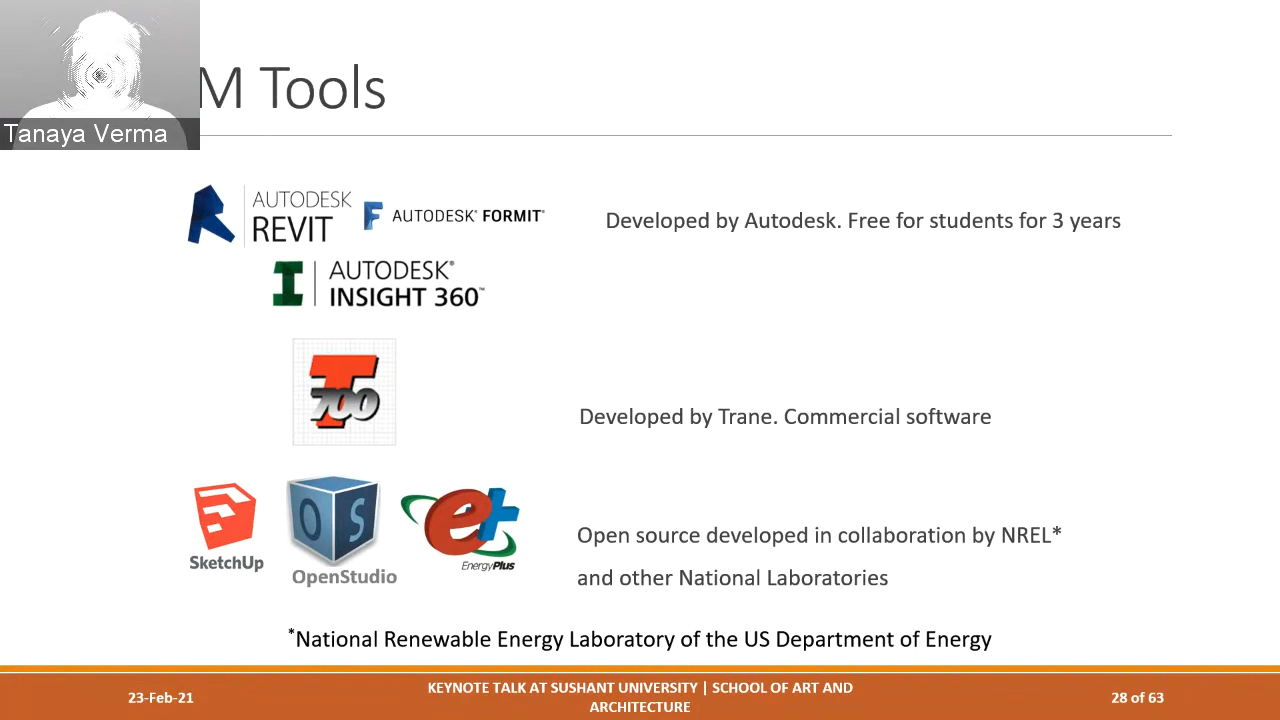 M Tools
Tanaya Verma
AUTODESK
REVIT
AUTODESK® FORMIT®
Developed by Autodesk. Free for students for 3 years
AUTODESK®
INSIGHT 360™
T
700
Developed by Trane. Commercial software
SketchUp
OS
OpenStudio
e+
EnergyPlus
Open source developed in collaboration by NREL*
and other National Laboratories
*National Renewable Energy Laboratory of the US Department of Energy
23-Feb-21
KEYNOTE TALK AT SUSHANT UNIVERSITY | SCHOOL OF ART AND
ARCHITECTURE
28 of 63